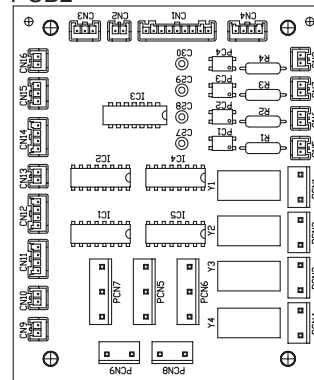 CN3 CN2 CN1 CN4
CN16
C30
PC4
R4
CN15
C29
PC3
R3
IC3
CN14
C28
PC2
R2
C27
PC1
R1
CN13
IC2 IC4
Y1
CN12
IC1 IC5
Y2
CN11
PCN7 PCN5 PCN6
Y3
CN10
Y4
CN9
PCN9 PCN8